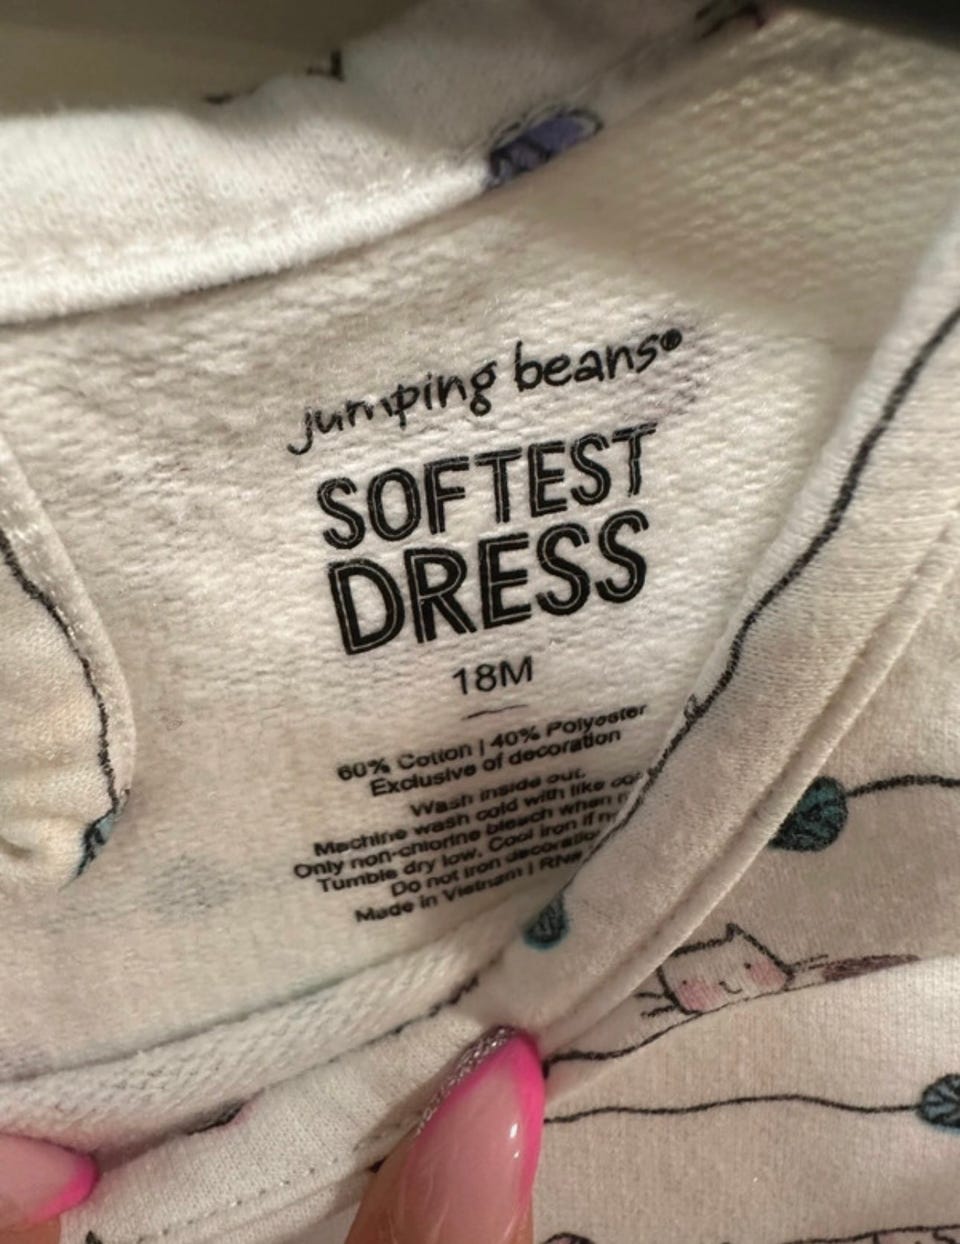 jumping beans®
SOFTEST
DRESS
18M
60% Cotton | 40% Polyester
Exclusive of decoration
Wash inside out.
Machine wash cold with like
Only non-chlorine bleach when
Tumble dry low. Cool iron if
Do not iron decoration
Made in Vietnam | RN#